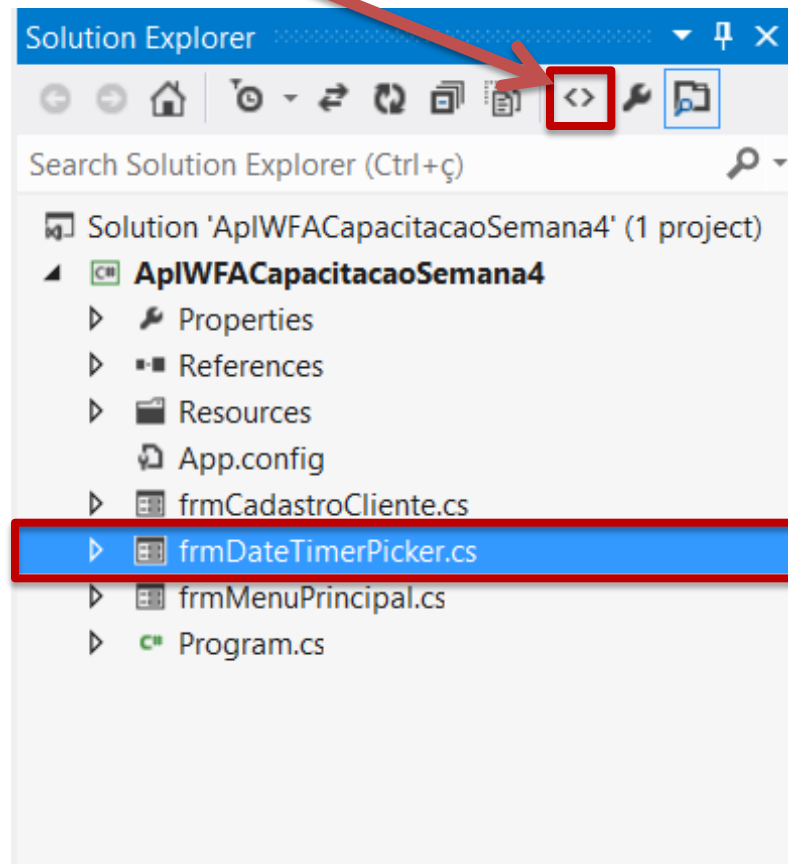 Solution Explorer
Search Solution Explorer (Ctrl+ç)
Solution 'AplWFACapacitacaoSemana4' (1 project)
C# AplWFACapacitacaoSemana4
Properties
References
Resources
App.config
frmCadastroCliente.cs
frmDateTimerPicker.cs
frmMenuPrincipal.cs
C# Program.cs